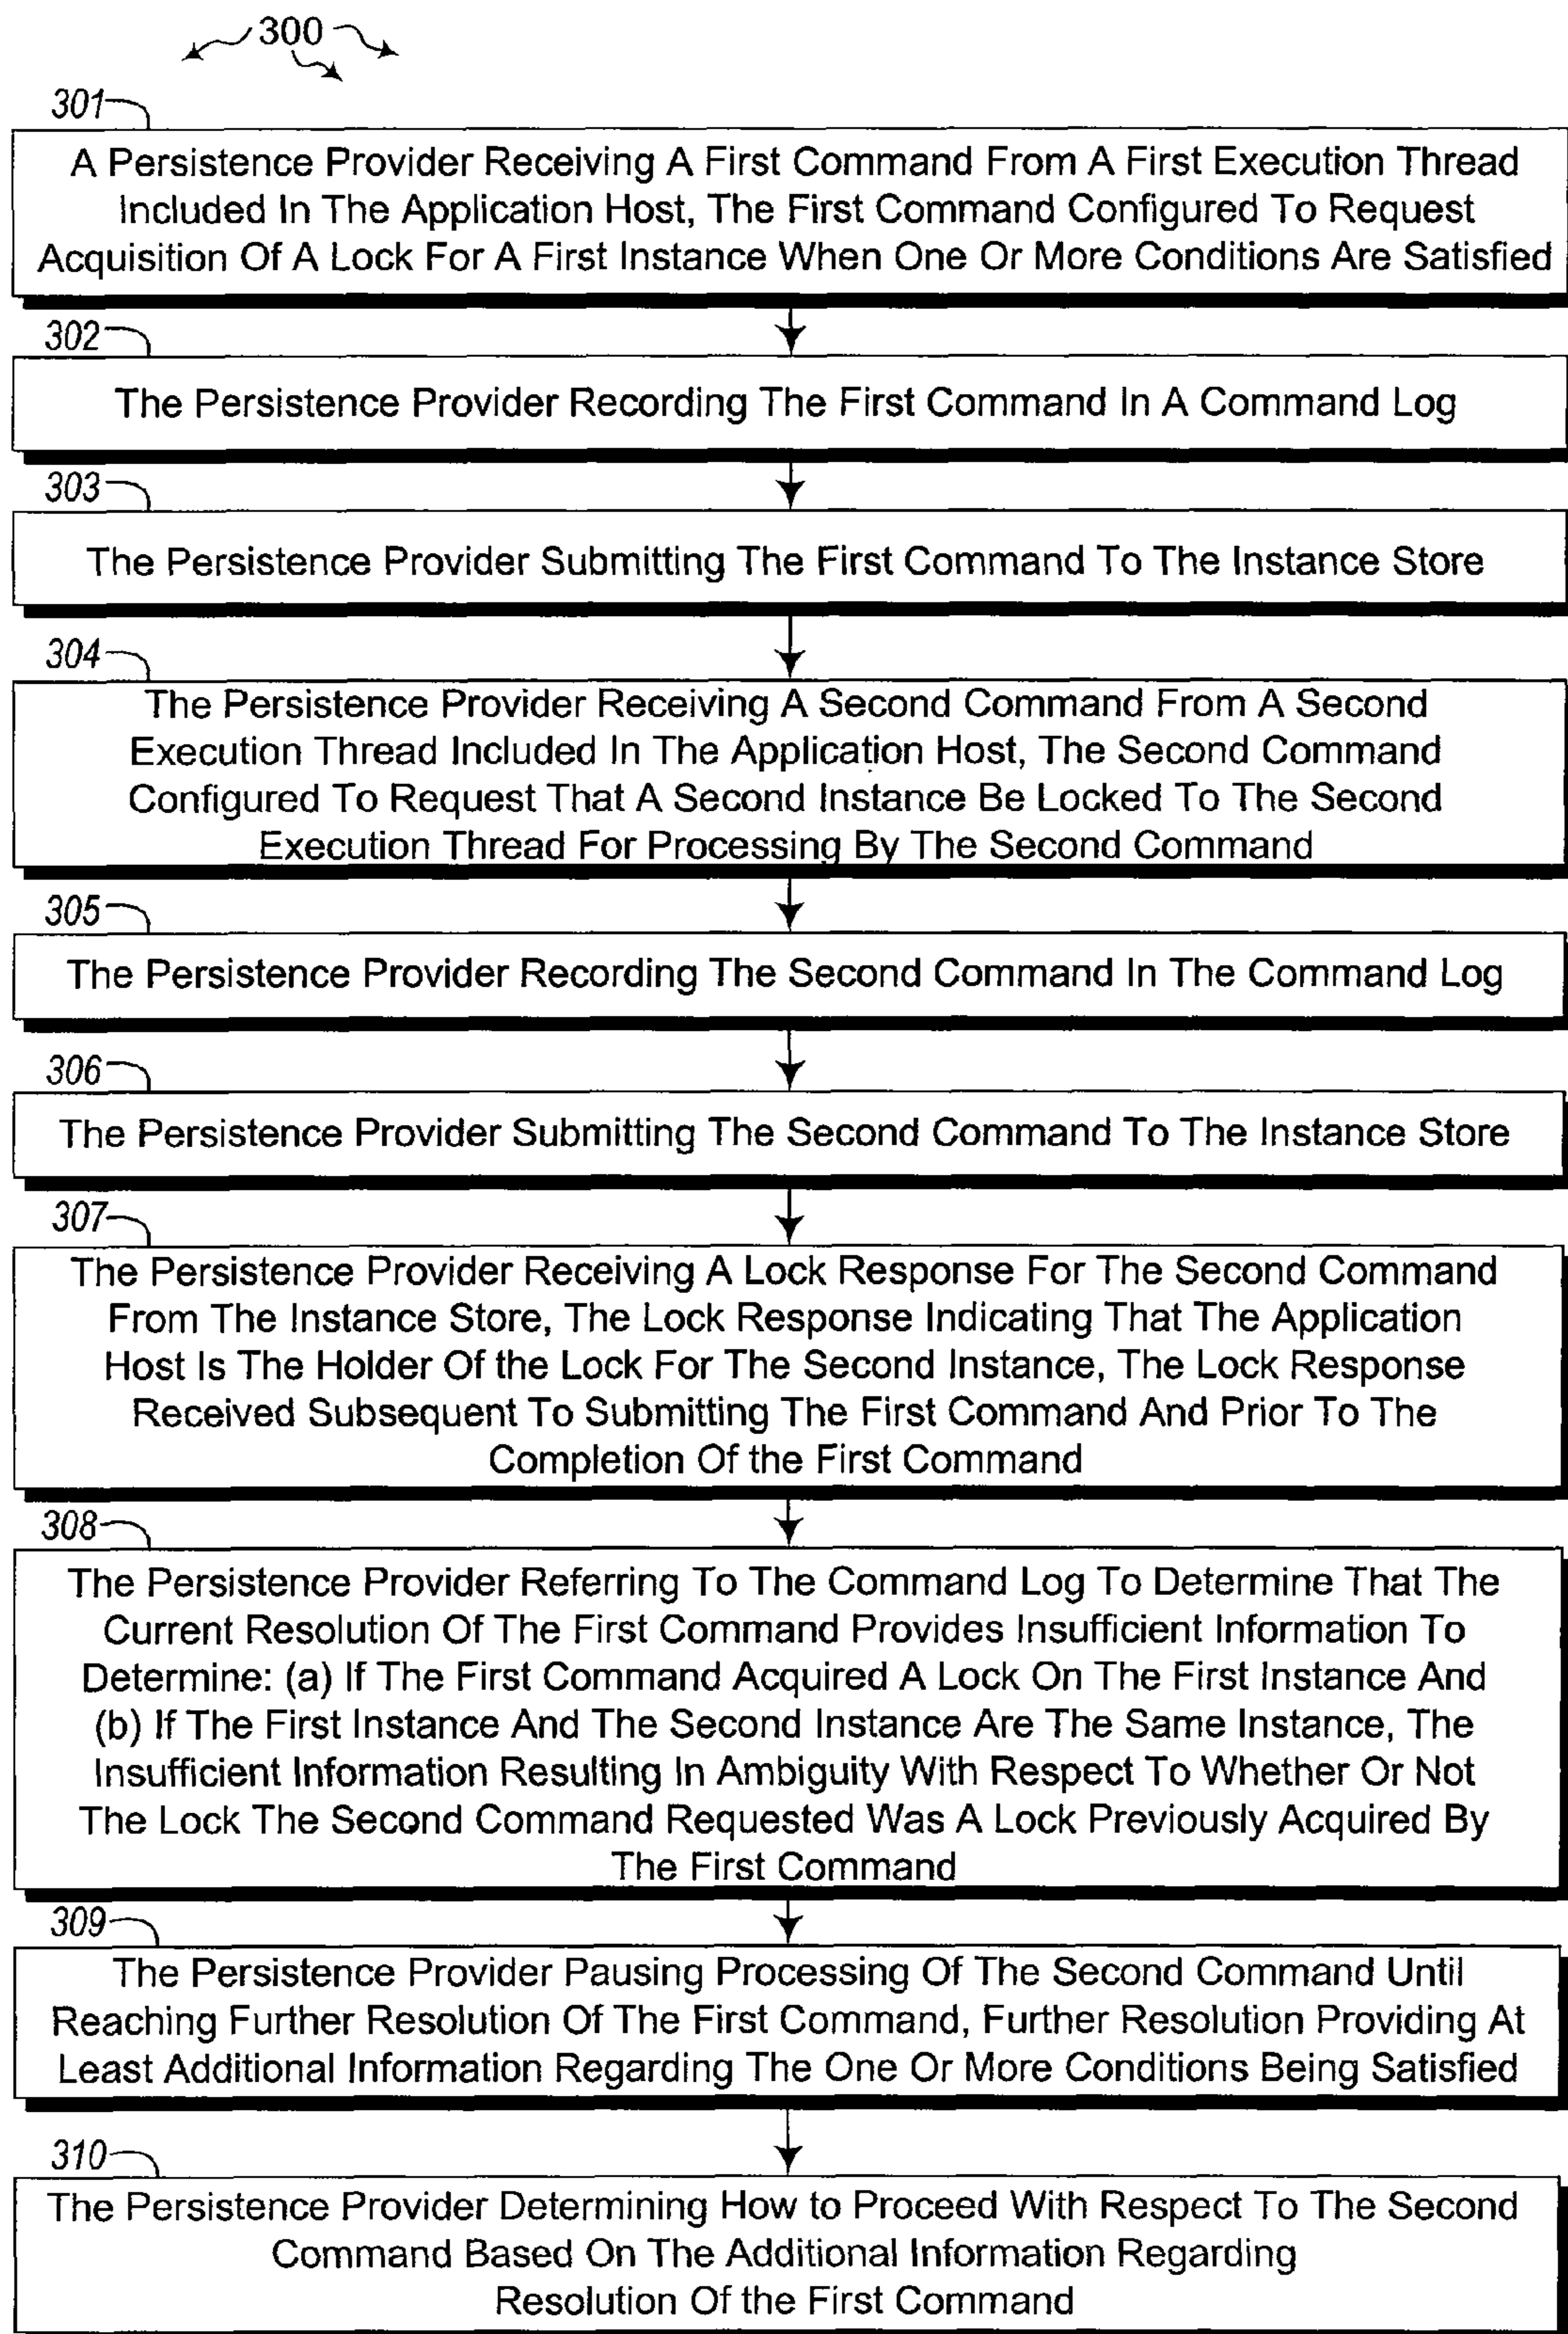 300
301
A Persistence Provider Receiving A First Command From A First Execution Thread
Included In The Application Host, The First Command Configured To Request
Acquisition Of A Lock For A First Instance When One Or More Conditions Are Satisfied
302
The Persistence Provider Recording The First Command In A Command Log
303
The Persistence Provider Submitting The First Command To The Instance Store
304
The Persistence Provider Receiving A Second Command From A Second
Execution Thread Included In The Application Host, The Second Command
Configured To Request That A Second Instance Be Locked To The Second
Execution Thread For Processing By The Second Command
305
The Persistence Provider Recording The Second Command In The Command Log
306
The Persistence Provider Submitting The Second Command To The Instance Store
307
The Persistence Provider Receiving A Lock Response For The Second Command
From The Instance Store, The Lock Response Indicating That The Application
Host Is The Holder Of the Lock For The Second Instance, The Lock Response
Received Subsequent To Submitting The First Command And Prior To The
Completion Of the First Command
308
The Persistence Provider Referring To The Command Log To Determine That The
Current Resolution Of The First Command Provides Insufficient Information To
Determine: (a) If The First Command Acquired A Lock On The First Instance And
(b) If The First Instance And The Second Instance Are The Same Instance, The
Insufficient Information Resulting In Ambiguity With Respect To Whether Or Not
The Lock The Second Command Requested Was A Lock Previously Acquired By
The First Command
309
The Persistence Provider Pausing Processing Of The Second Command Until
Reaching Further Resolution Of The First Command, Further Resolution Providing At
Least Additional Information Regarding The One Or More Conditions Being Satisfied
310
The Persistence Provider Determining How to Proceed With Respect To The Second
Command Based On The Additional Information Regarding
Resolution Of the First Command